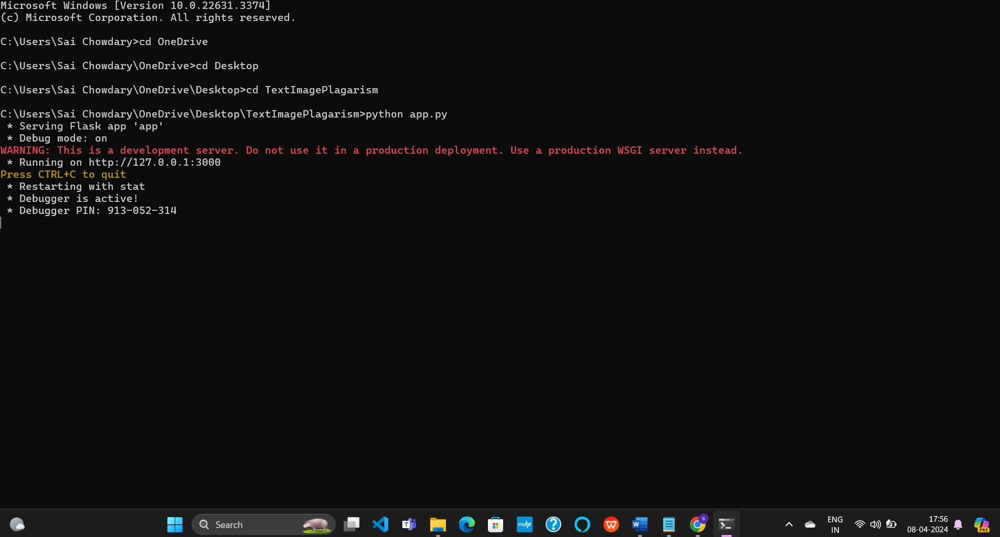 Microsoft Windows [Version 10.0.22631.3374]
(c) Microsoft Corporation. All rights reserved.
C:\Users\Sai Chowdary>cd OneDrive
C:\Users\Sai Chowdary\OneDrive>cd Desktop
C:\Users\Sai Chowdary\OneDrive\Desktop>cd TextImagePlagarism
C:\Users\Sai Chowdary\OneDrive\Desktop\TextImagePlagarism>python app.py
* Serving Flask app 'app'
* Debug mode: on
WARNING: This is a development server. Do not use it in a production deployment. Use a production WSGI server instead.
* Running on http://127.0.0.1:3000
Press CTRL+C to quit
* Restarting with stat
* Debugger is active!
* Debugger PIN: 913-052-314
Search
T
myhp
?
W
W
s
ENG
IN
17:56
08-04-2024
PRE